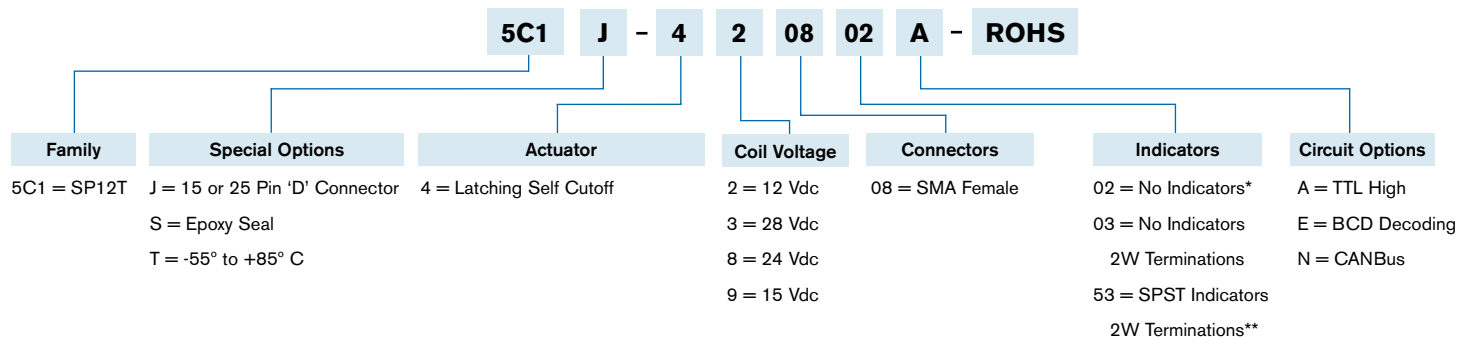 5C1 J – 4 2 08 02 A – ROHS
Family
5C1 = SP12T
Special Options
J = 15 or 25 Pin ‘D’ Connector
S = Epoxy Seal
T = -55º to +85º C
Actuator
4 = Latching Self Cutoff
Coil Voltage
2 = 12 Vdc
3 = 28 Vdc
8 = 24 Vdc
9 = 15 Vdc
Connectors
08 = SMA Female
Indicators
02 = No Indicators*
03 = No Indicators
2W Terminations
53 = SPST Indicators
2W Terminations**
Circuit Options
A = TTL High
E = BCD Decoding
N = CANBus